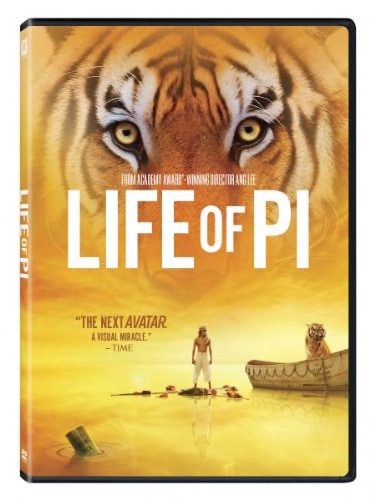 FROM ACADEMY AWARD®-WINNING DIRECTOR ANG LEE
LIFE OF PI
"THE NEXT AVATAR.
A VISUAL MIRACLE."
– TIME
LIFE OF PI